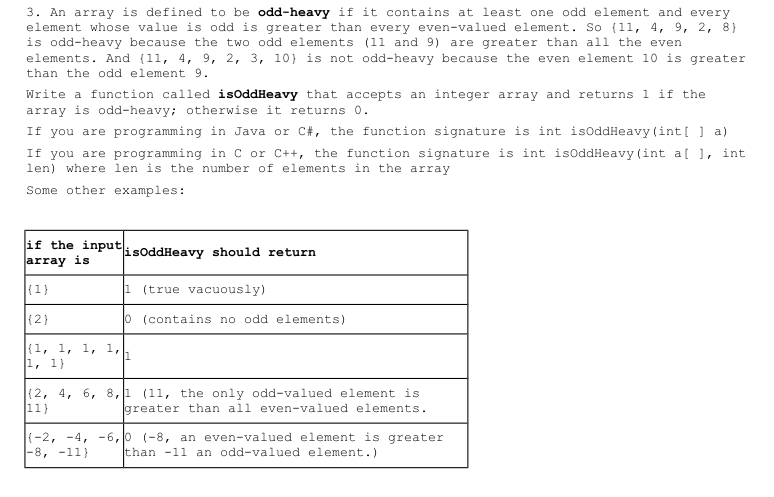 3. An array is defined to be odd-heavy if it contains at least one odd element and every
element whose value is odd is greater than every even-valued element. So {11, 4, 9, 2, 8}
is odd-heavy because the two odd elements (11 and 9) are greater than all the even
elements. And {11, 4, 9, 2, 3, 10} is not odd-heavy because the even element 10 is greater
than the odd element 9.
Write a function called isOddHeavy that accepts an integer array and returns 1 if the
array is odd-heavy; otherwise it returns 0.
If you are programming in Java or C#, the function signature is int isOddHeavy(int[ ] a)
If you are programming in C or C++, the function signature is int isOddHeavy(int a[ ], int
len) where len is the number of elements in the array
Some other examples:
if the input
array is
isOddHeavy should return
{1}
1 (true vacuously)
{2}
0 (contains no odd elements)
{1, 1, 1, 1,
1, 1}
1
{2, 4, 6, 8,
11}
1 (11, the only odd-valued element is
greater than all even-valued elements.
{-2, -4, -6,
-8, -11}
0 (-8, an even-valued element is greater
than -11 an odd-valued element.)